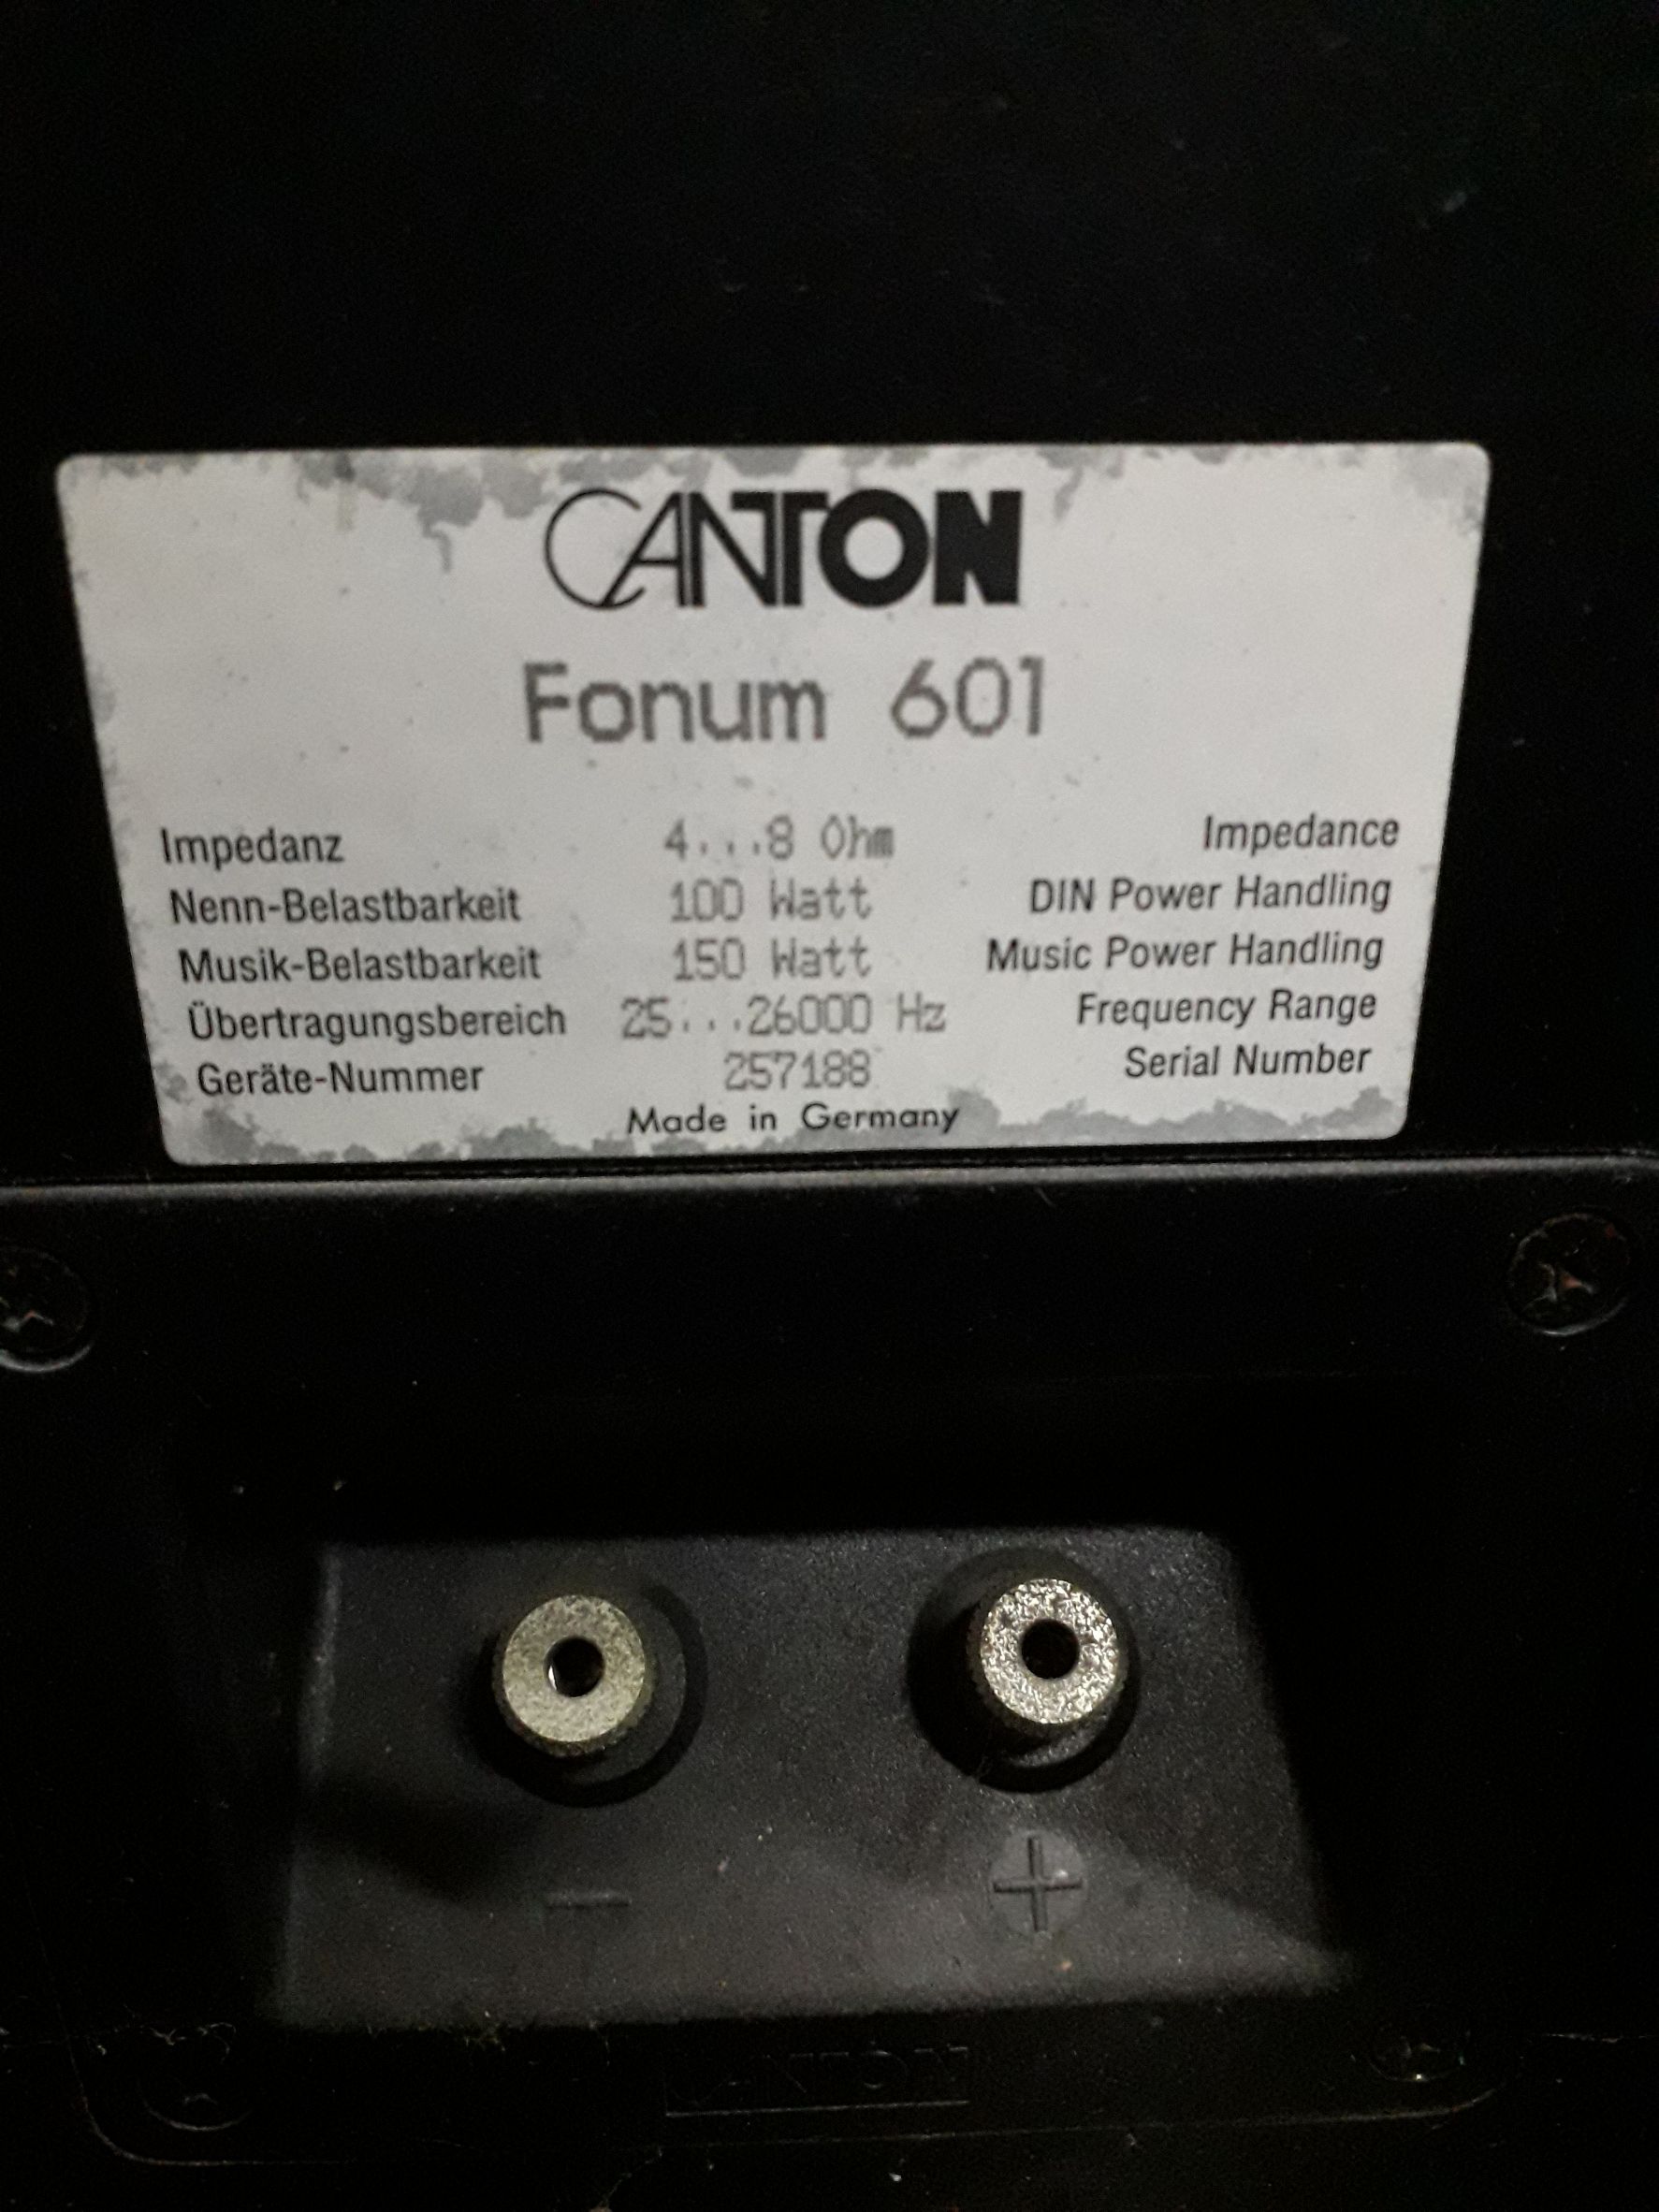 CANTON
Fonum 601
Impedanz 4...8 Ohm Impedance
Nenn-Belastbarkeit 100 Watt DIN Power Handling
Musik-Belastbarkeit 150 Watt Music Power Handling
Übertragungsbereich 25...26000 Hz Frequency Range
Geräte-Nummer 257188 Serial Number
Made in Germany
− +
CANTON